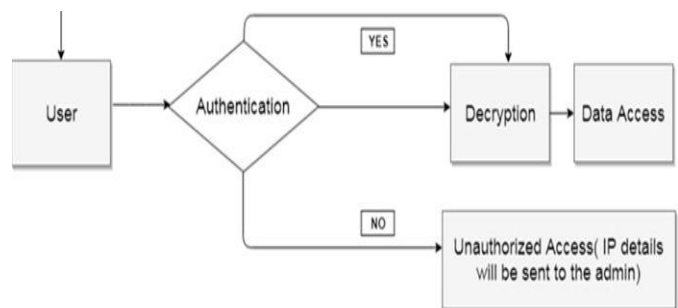 YES
User
Authentication
Decryption
Data Access
NO
Unauthorized Access( IP details
will be sent to the admin)